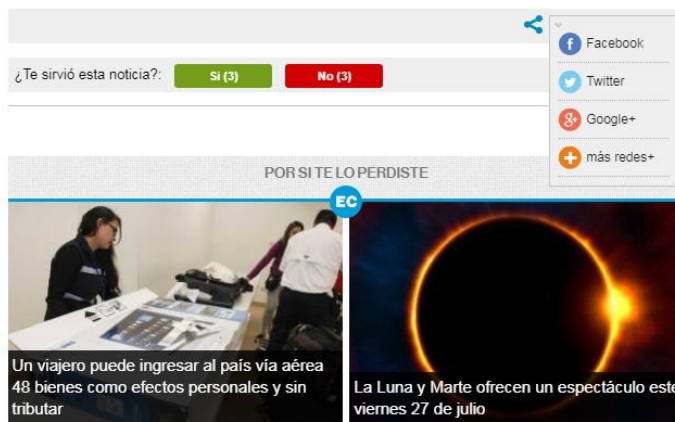 Facebook
¿Te sirvió esta noticia?: Si (3) No (3)
Twitter
Google+
más redes+
POR SI TE LO PERDISTE
EC
Un viajero puede ingresar al país vía aérea
48 bienes como efectos personales y sin
tributar
La Luna y Marte ofrecen un espectáculo este
viernes 27 de julio